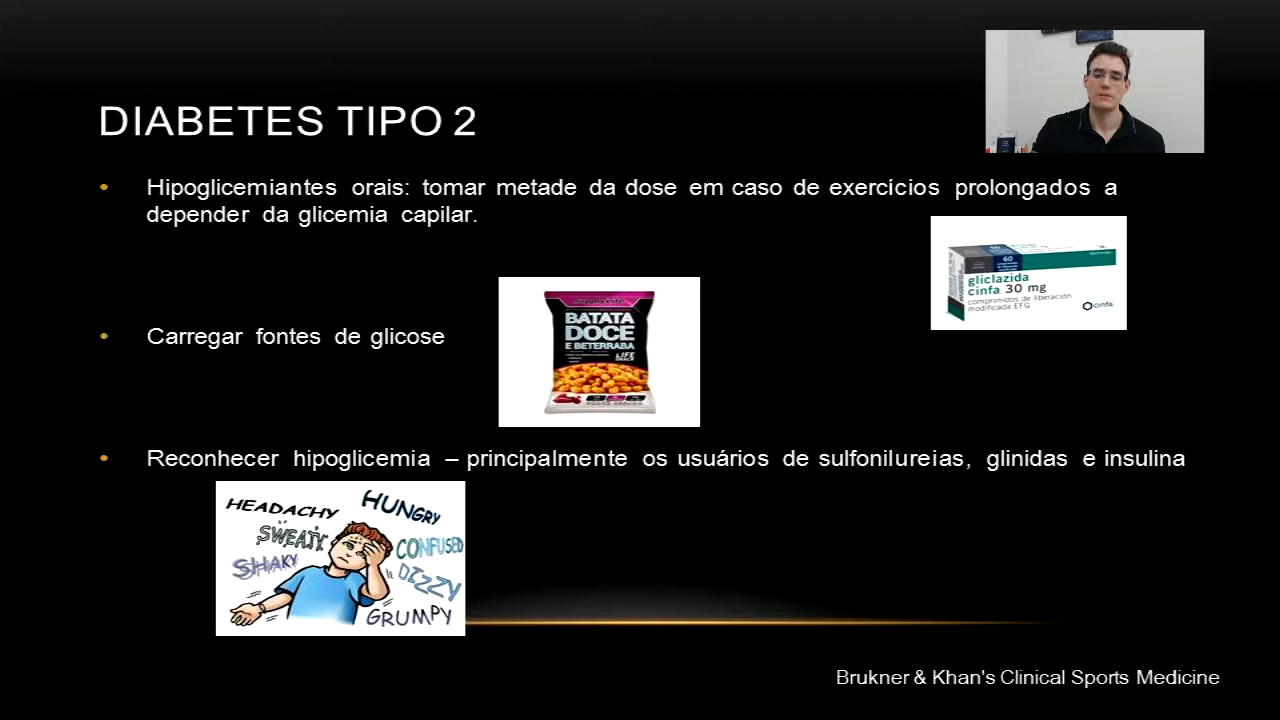 DIABETES TIPO 2
• Hipoglicemiantes orais: tomar metade da dose em caso de exercícios prolongados a
depender da glicemia capilar.
60
gliclazida
cinfa 30 mg
comprimidos de liberación
modificada EFG
cinfa
BATATA
DOCE
E BETERRABA
LIFE
• Carregar fontes de glicose
• Reconhecer hipoglicemia – principalmente os usuários de sulfonilureias, glinidas e insulina
HEADACHY
HUNGRY
SWEATY
CONFUSED
SHAKY
DIZZY
GRUMPY
Brukner & Khan's Clinical Sports Medicine